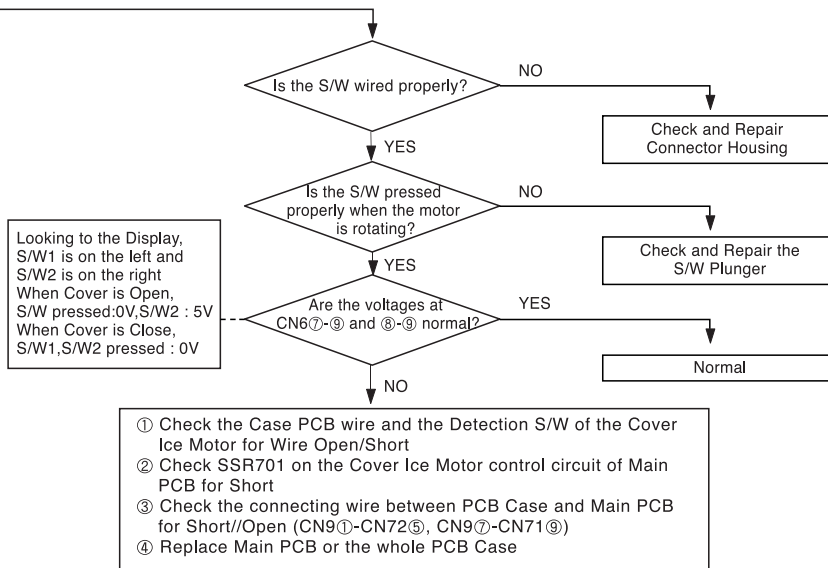 Is the S/W wired properly?
NO
Check and Repair
Connector Housing
YES
Is the S/W pressed
properly when the motor
is rotating?
NO
Check and Repair the
S/W Plunger
YES
Looking to the Display,
S/W1 is on the left and
S/W2 is on the right
When Cover is Open,
S/W pressed:0V,S/W2 : 5V
When Cover is Close,
S/W1,S/W2 pressed : 0V
Are the voltages at
CN6⑦-⑨ and ⑧-⑨ normal?
YES
Normal
NO
① Check the Case PCB wire and the Detection S/W of the Cover
Ice Motor for Wire Open/Short
② Check SSR701 on the Cover Ice Motor control circuit of Main
PCB for Short
③ Check the connecting wire between PCB Case and Main PCB
for Short//Open (CN9①-CN72⑤, CN9⑦-CN71⑨)
④ Replace Main PCB or the whole PCB Case